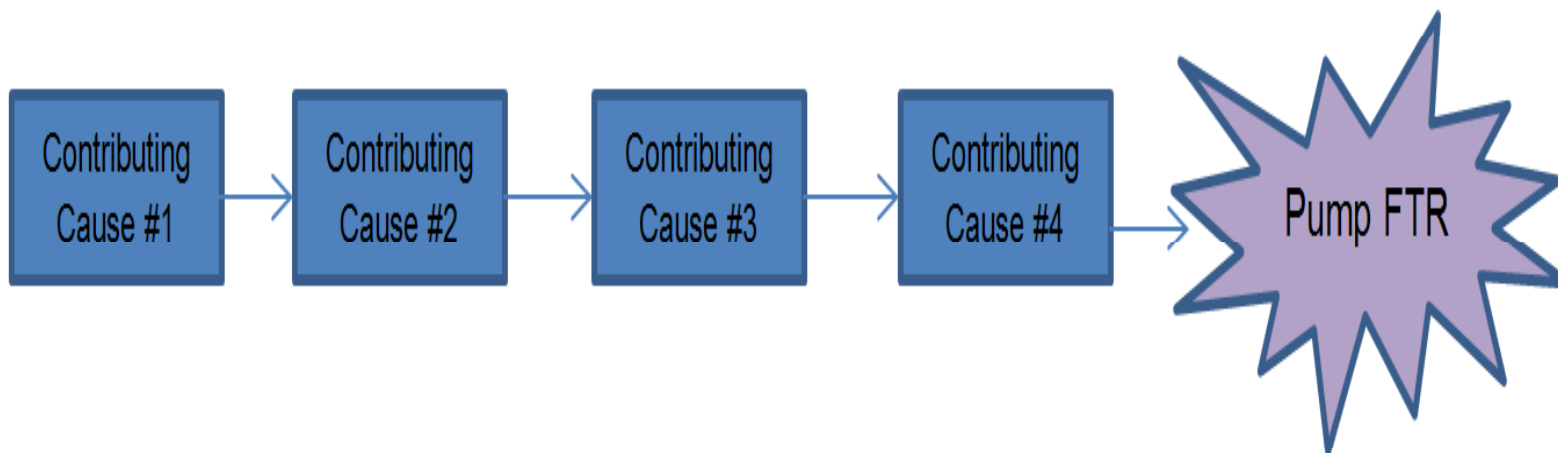 Contributing
Cause #1
Contributing
Cause #2
Contributing
Cause #3
Contributing
Cause #4
Pump FTR